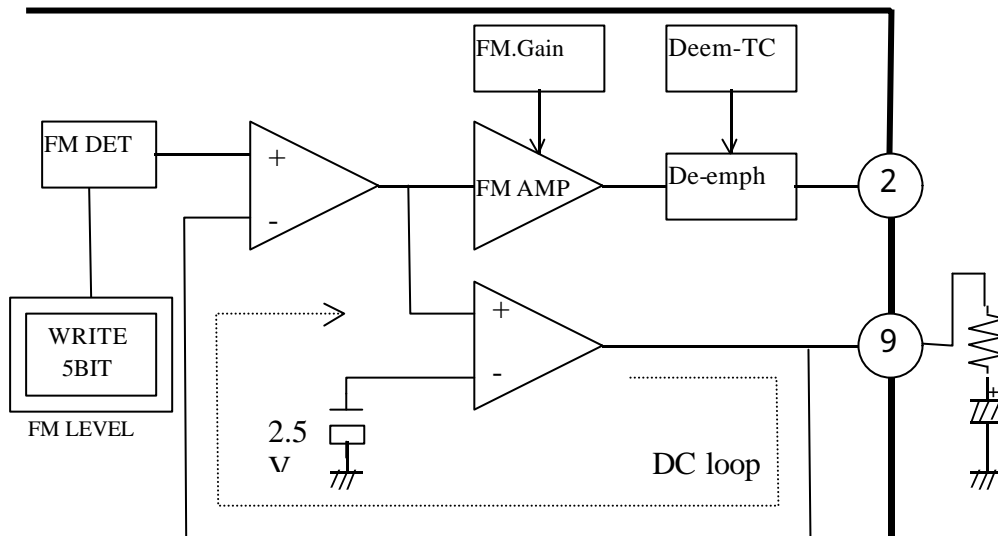 FM.Gain
Deem-TC
FM DET
+
-
FM AMP
De-emph
2
WRITE
5BIT
FM LEVEL
+
-
9
+
2.5
V
DC loop